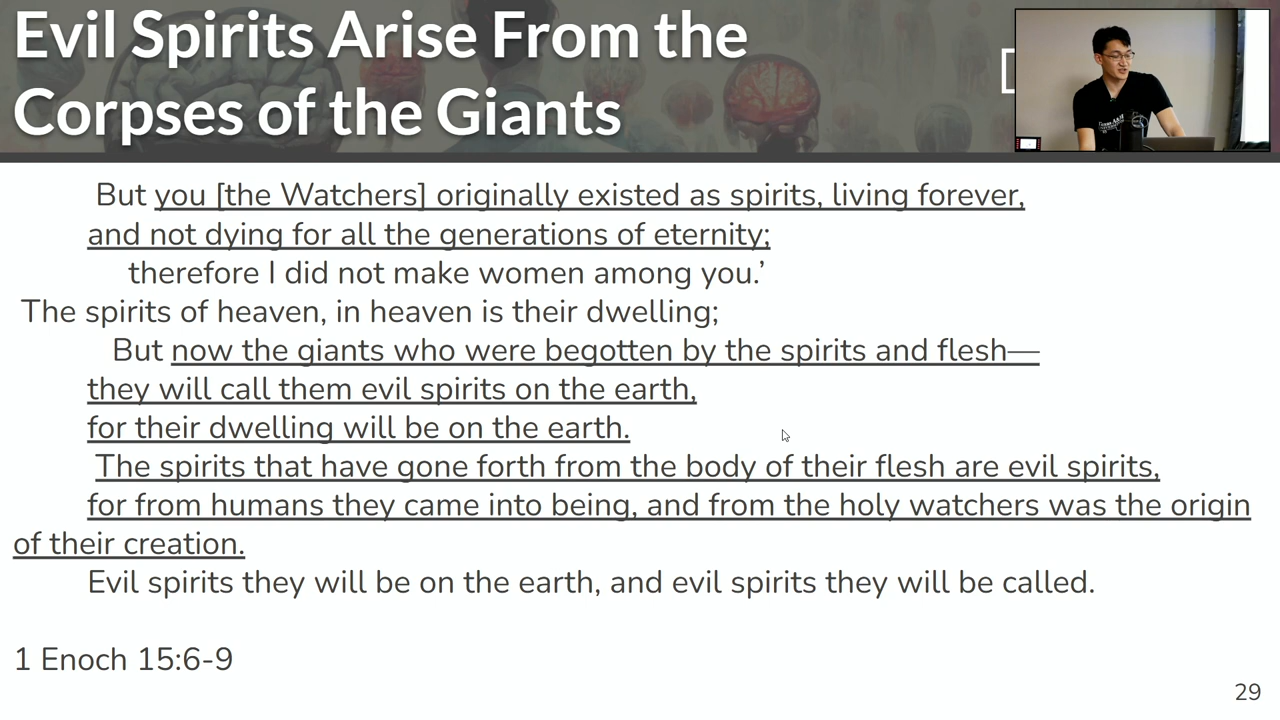 Evil Spirits Arise From the
Corpses of the Giants
But you [the Watchers] originally existed as spirits, living forever,
and not dying for all the generations of eternity;
therefore I did not make women among you.’
The spirits of heaven, in heaven is their dwelling;
But now the giants who were begotten by the spirits and flesh—
they will call them evil spirits on the earth,
for their dwelling will be on the earth.
The spirits that have gone forth from the body of their flesh are evil spirits,
for from humans they came into being, and from the holy watchers was the origin
of their creation.
Evil spirits they will be on the earth, and evil spirits they will be called.
1 Enoch 15:6-9
29